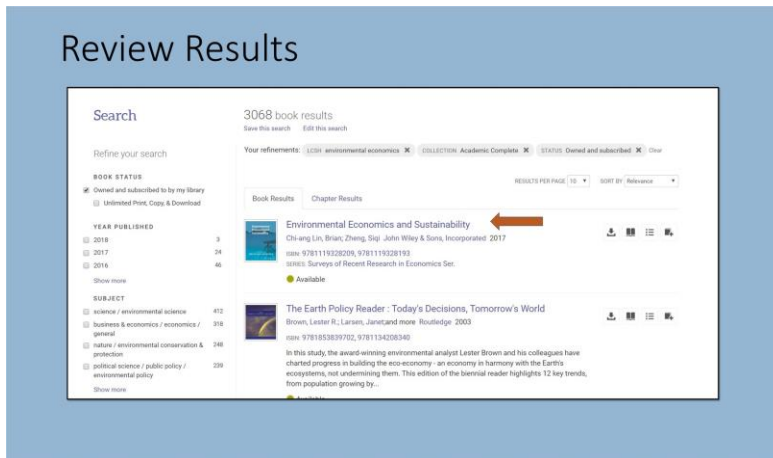 Review Results
Search
Refine your search
BOOK STATUS
Owned and subscribed to by my library
Unlimited Print, Copy, & Download
YEAR PUBLISHED
2018 3
2017 24
2016 46
Show more
SUBJECT
science / environmental science 412
business & economics / economics / 318
general
nature / environmental conservation & 248
protection
political science / public policy / 239
environmental policy
Show more
3068 book results
Save this search Edit this search
Your refinements: LCSH environmental economics X COLLECTION Academic Complete X STATUS Owned and subscribed X Clear
RESULTS PER PAGE 10 SORT BY Relevance
Book Results Chapter Results
Environmental Economics and Sustainability
Chi-ang Lin, Brian; Zheng, Siqi John Wiley & Sons, Incorporated 2017
ISBN: 9781119328209, 9781119328193
SERIES: Surveys of Recent Research in Economics Ser.
Available
The Earth Policy Reader : Today's Decisions, Tomorrow's World
Brown, Lester R.; Larsen, Janet;and more Routledge 2003
ISBN: 9781853839702, 9781134208340
In this study, the award-winning environmental analyst Lester Brown and his colleagues have
charted progress in building the eco-economy - an economy in harmony with the Earth's
ecosystems, not undermining them. This edition of the biennial reader highlights 12 key trends,
from population growing by...
Available